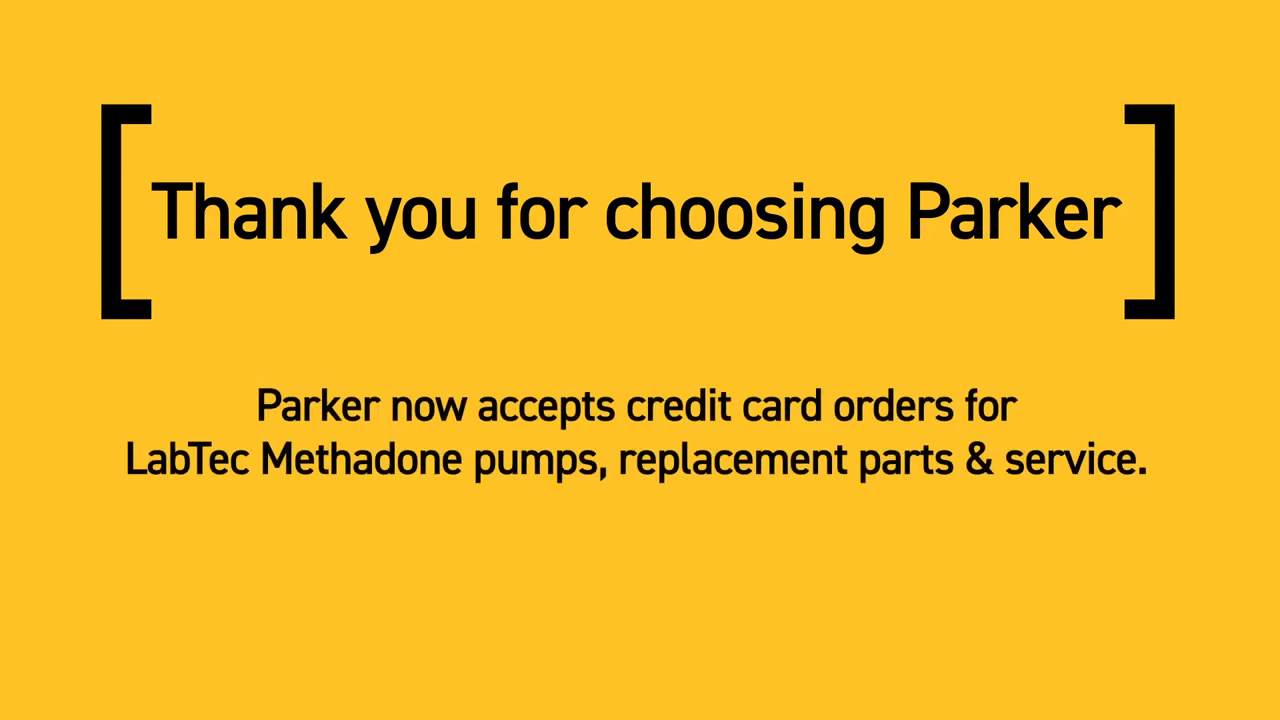 [Thank you for choosing Parker]
Parker now accepts credit card orders for
LabTec Methadone pumps, replacement parts & service.